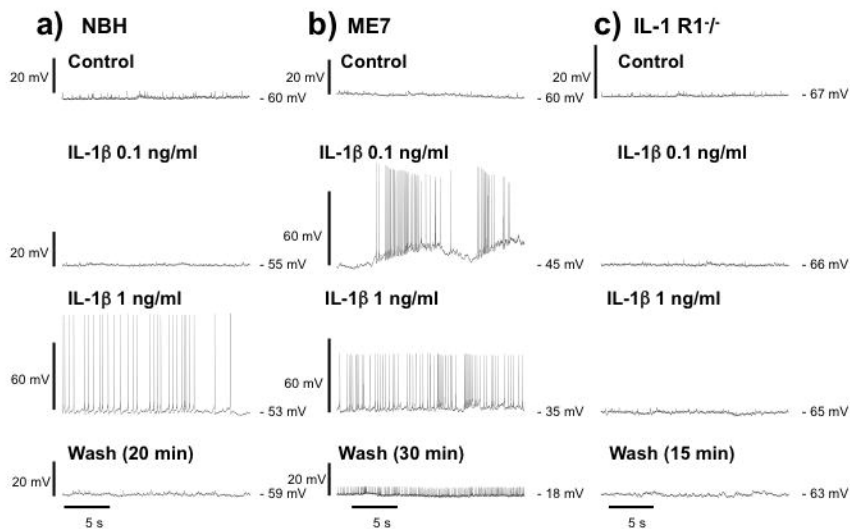 a) NBH
Control
20 mV
- 60 mV
IL-1β 0.1 ng/ml
20 mV
- 55 mV
IL-1β 1 ng/ml
60 mV
- 53 mV
Wash (20 min)
20 mV
- 59 mV
5 s
b) ME7
Control
20 mV
- 60 mV
IL-1β 0.1 ng/ml
60 mV
- 45 mV
IL-1β 1 ng/ml
60 mV
- 35 mV
Wash (30 min)
20 mV
- 18 mV
5 s
c) IL-1 R1-/-
Control
20 mV
- 67 mV
IL-1β 0.1 ng/ml
- 66 mV
IL-1β 1 ng/ml
- 65 mV
Wash (15 min)
- 63 mV
5 s